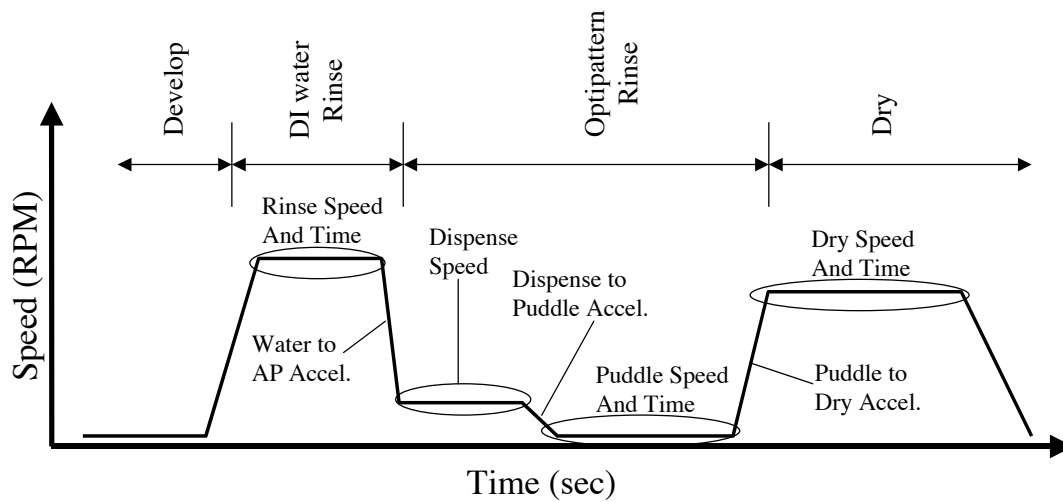 Develop
DI water
Rinse
Optipattern
Rinse
Dry
Speed (RPM)
Rinse Speed
And Time
Dispense
Speed
Dispense to
Puddle Accel.
Dry Speed
And Time
Water to
AP Accel.
Puddle Speed
And Time
Puddle to
Dry Accel.
Time (sec)